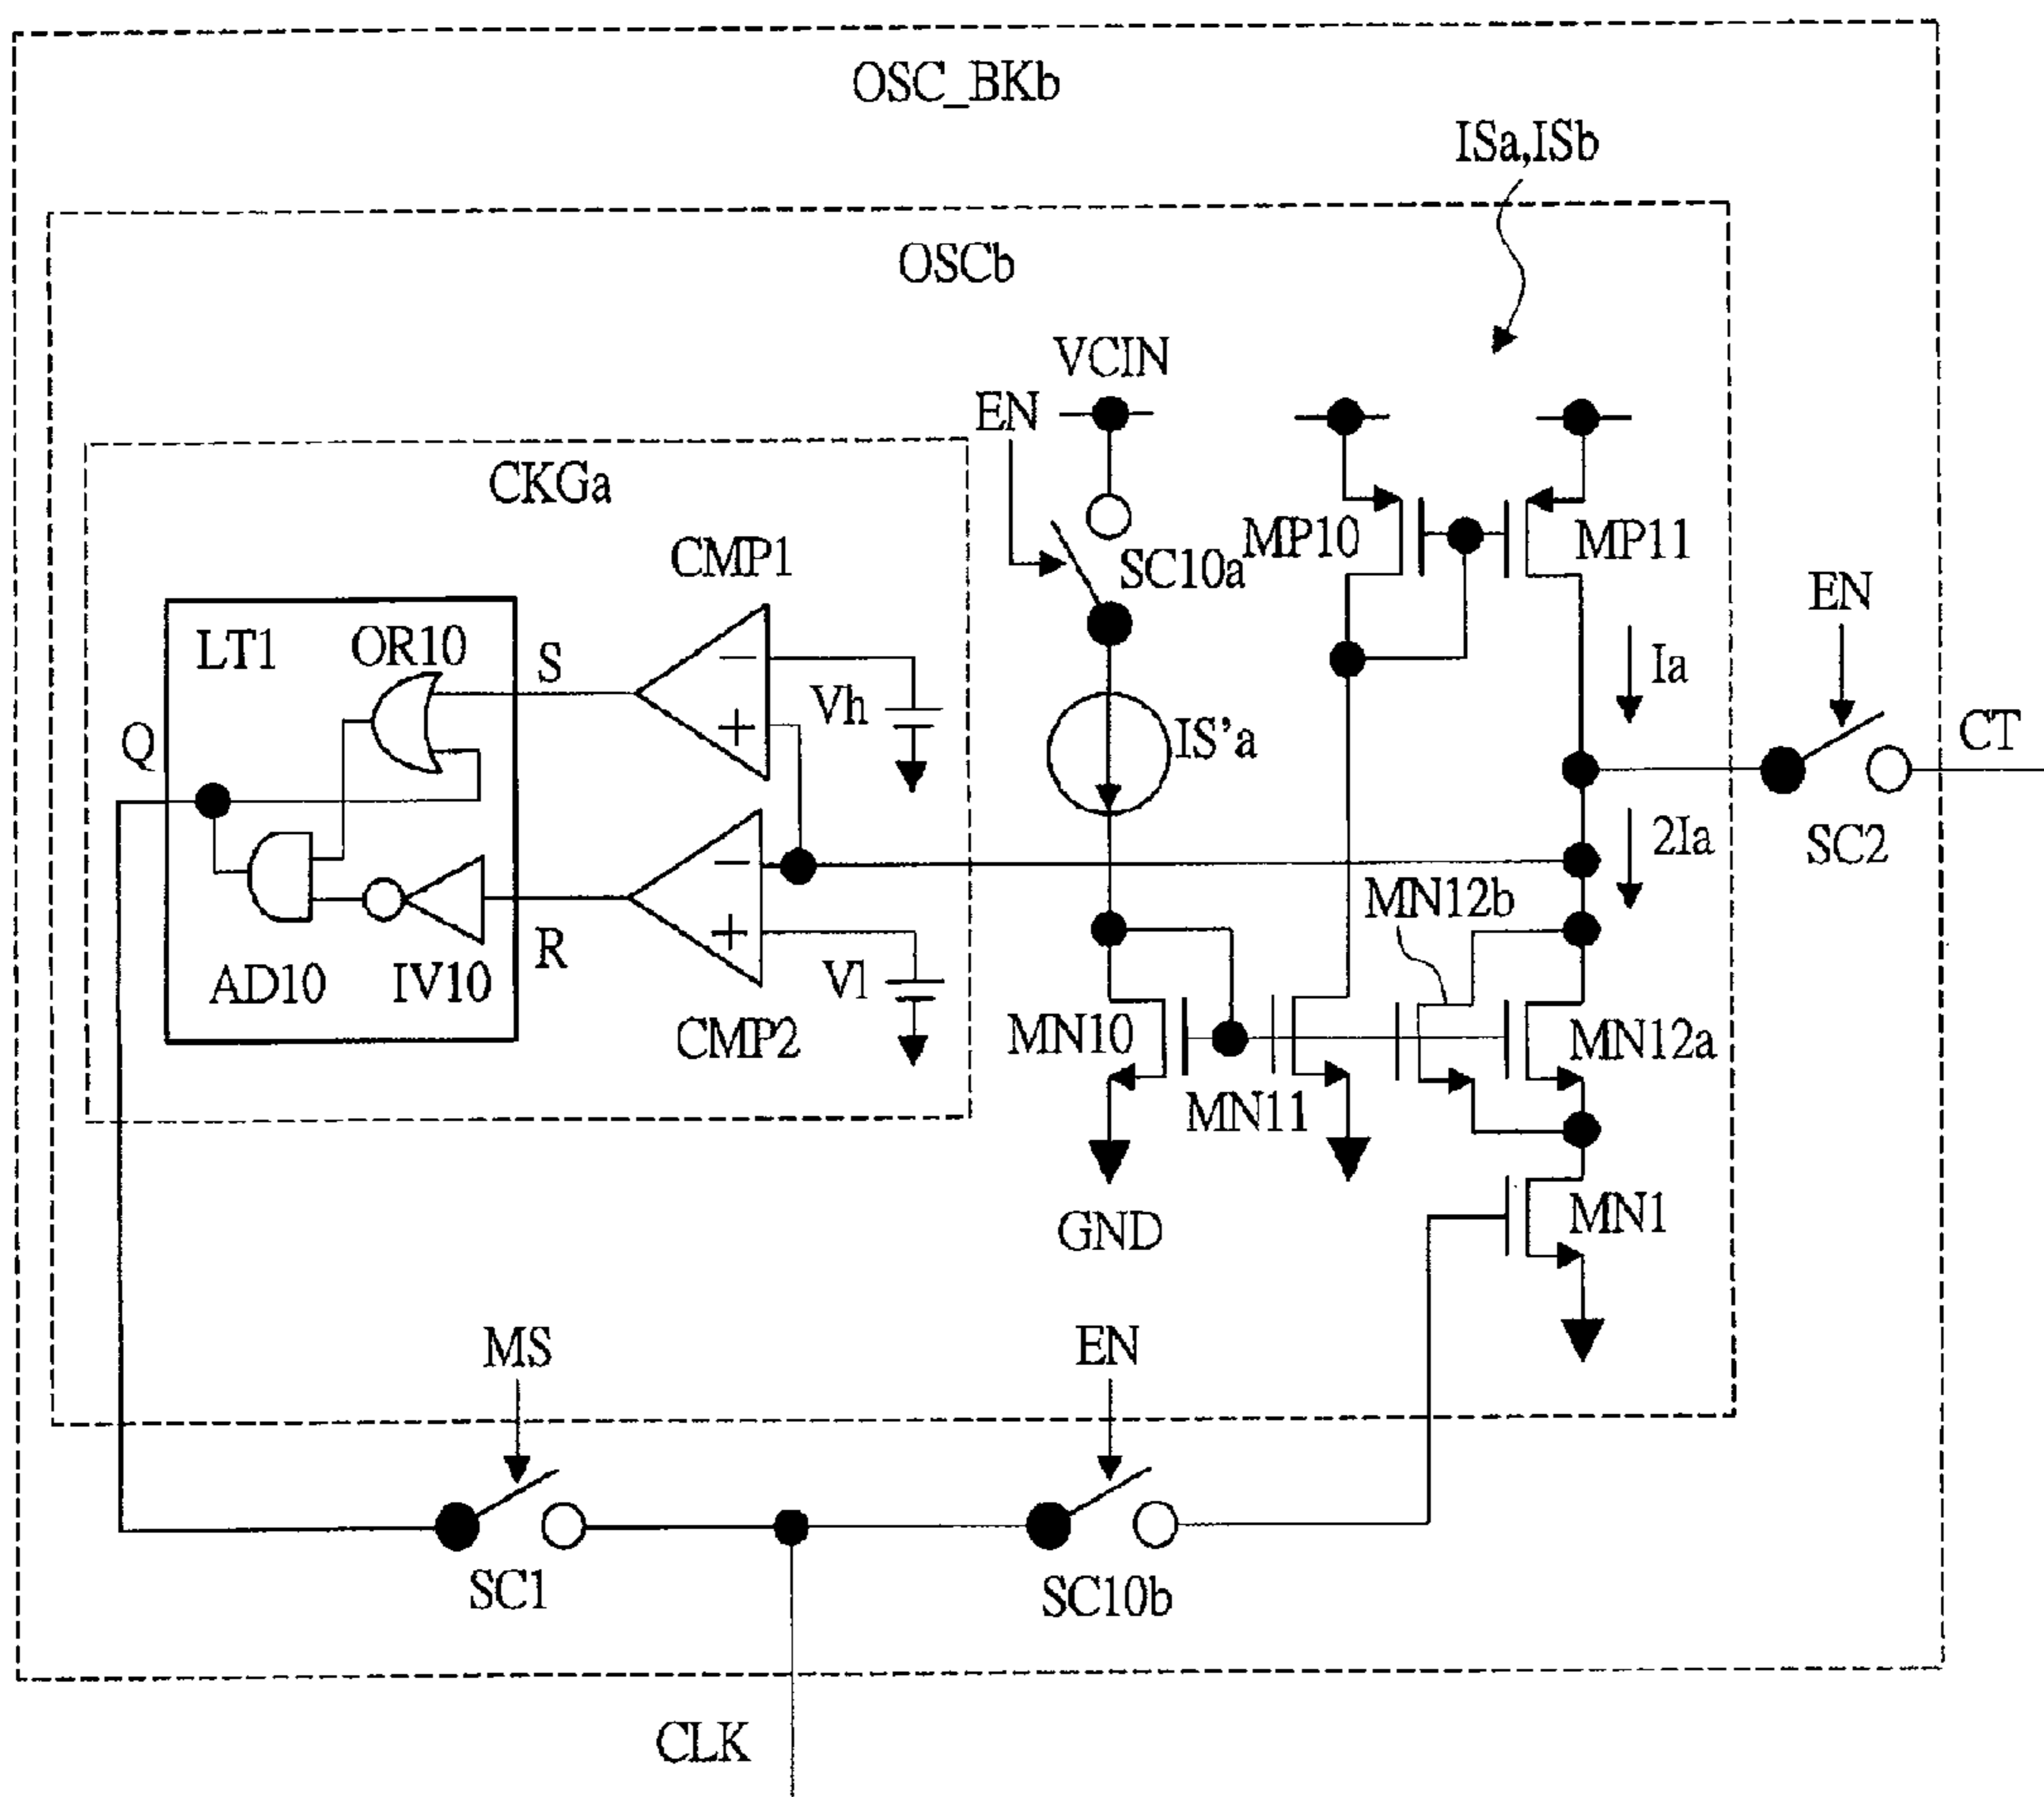 OSC_BKb
ISa,ISb
OSCb
VCIN
EN
CKGa
CMP1
SC10a
MP10
MP11
EN
LT1
OR10
S
Vh
IS'a
Ia
Q
CT
2Ia
SC2
MN12b
AD10
IV10
R
Vl
CMP2
MN10
MN11
MN12a
GND
MN1
MS
EN
SC1
SC10b
CLK